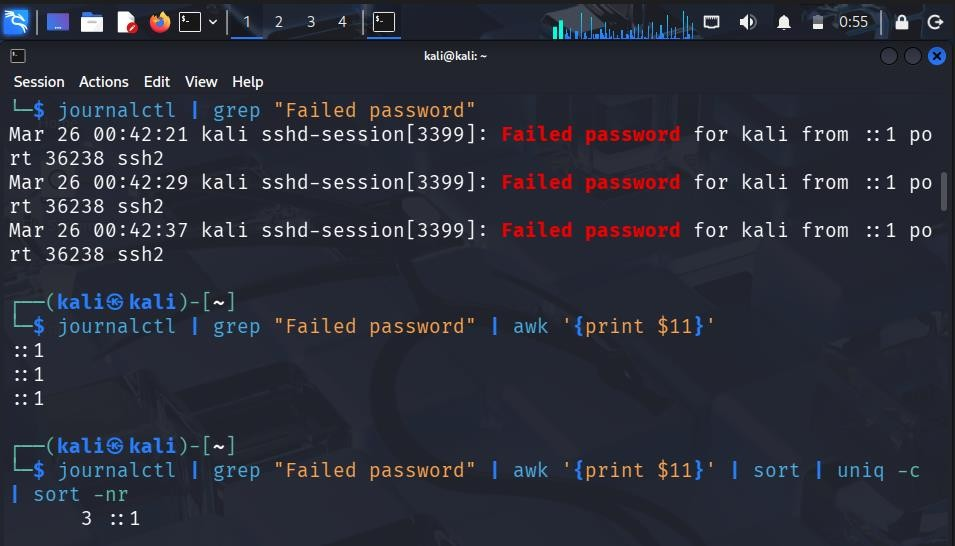 1 2 3 4 0:55
kali@kali: ~
Session Actions Edit View Help
└─$ journalctl | grep "Failed password"
Mar 26 00:42:21 kali sshd-session[3399]: Failed password for kali from ::1 po
rt 36238 ssh2
Mar 26 00:42:29 kali sshd-session[3399]: Failed password for kali from ::1 po
rt 36238 ssh2
Mar 26 00:42:37 kali sshd-session[3399]: Failed password for kali from ::1 po
rt 36238 ssh2
┌──(kali㉿kali)-[~]
└─$ journalctl | grep "Failed password" | awk '{print $11}'
::1
::1
::1
┌──(kali㉿kali)-[~]
└─$ journalctl | grep "Failed password" | awk '{print $11}' | sort | uniq -c
| sort -nr
3 ::1